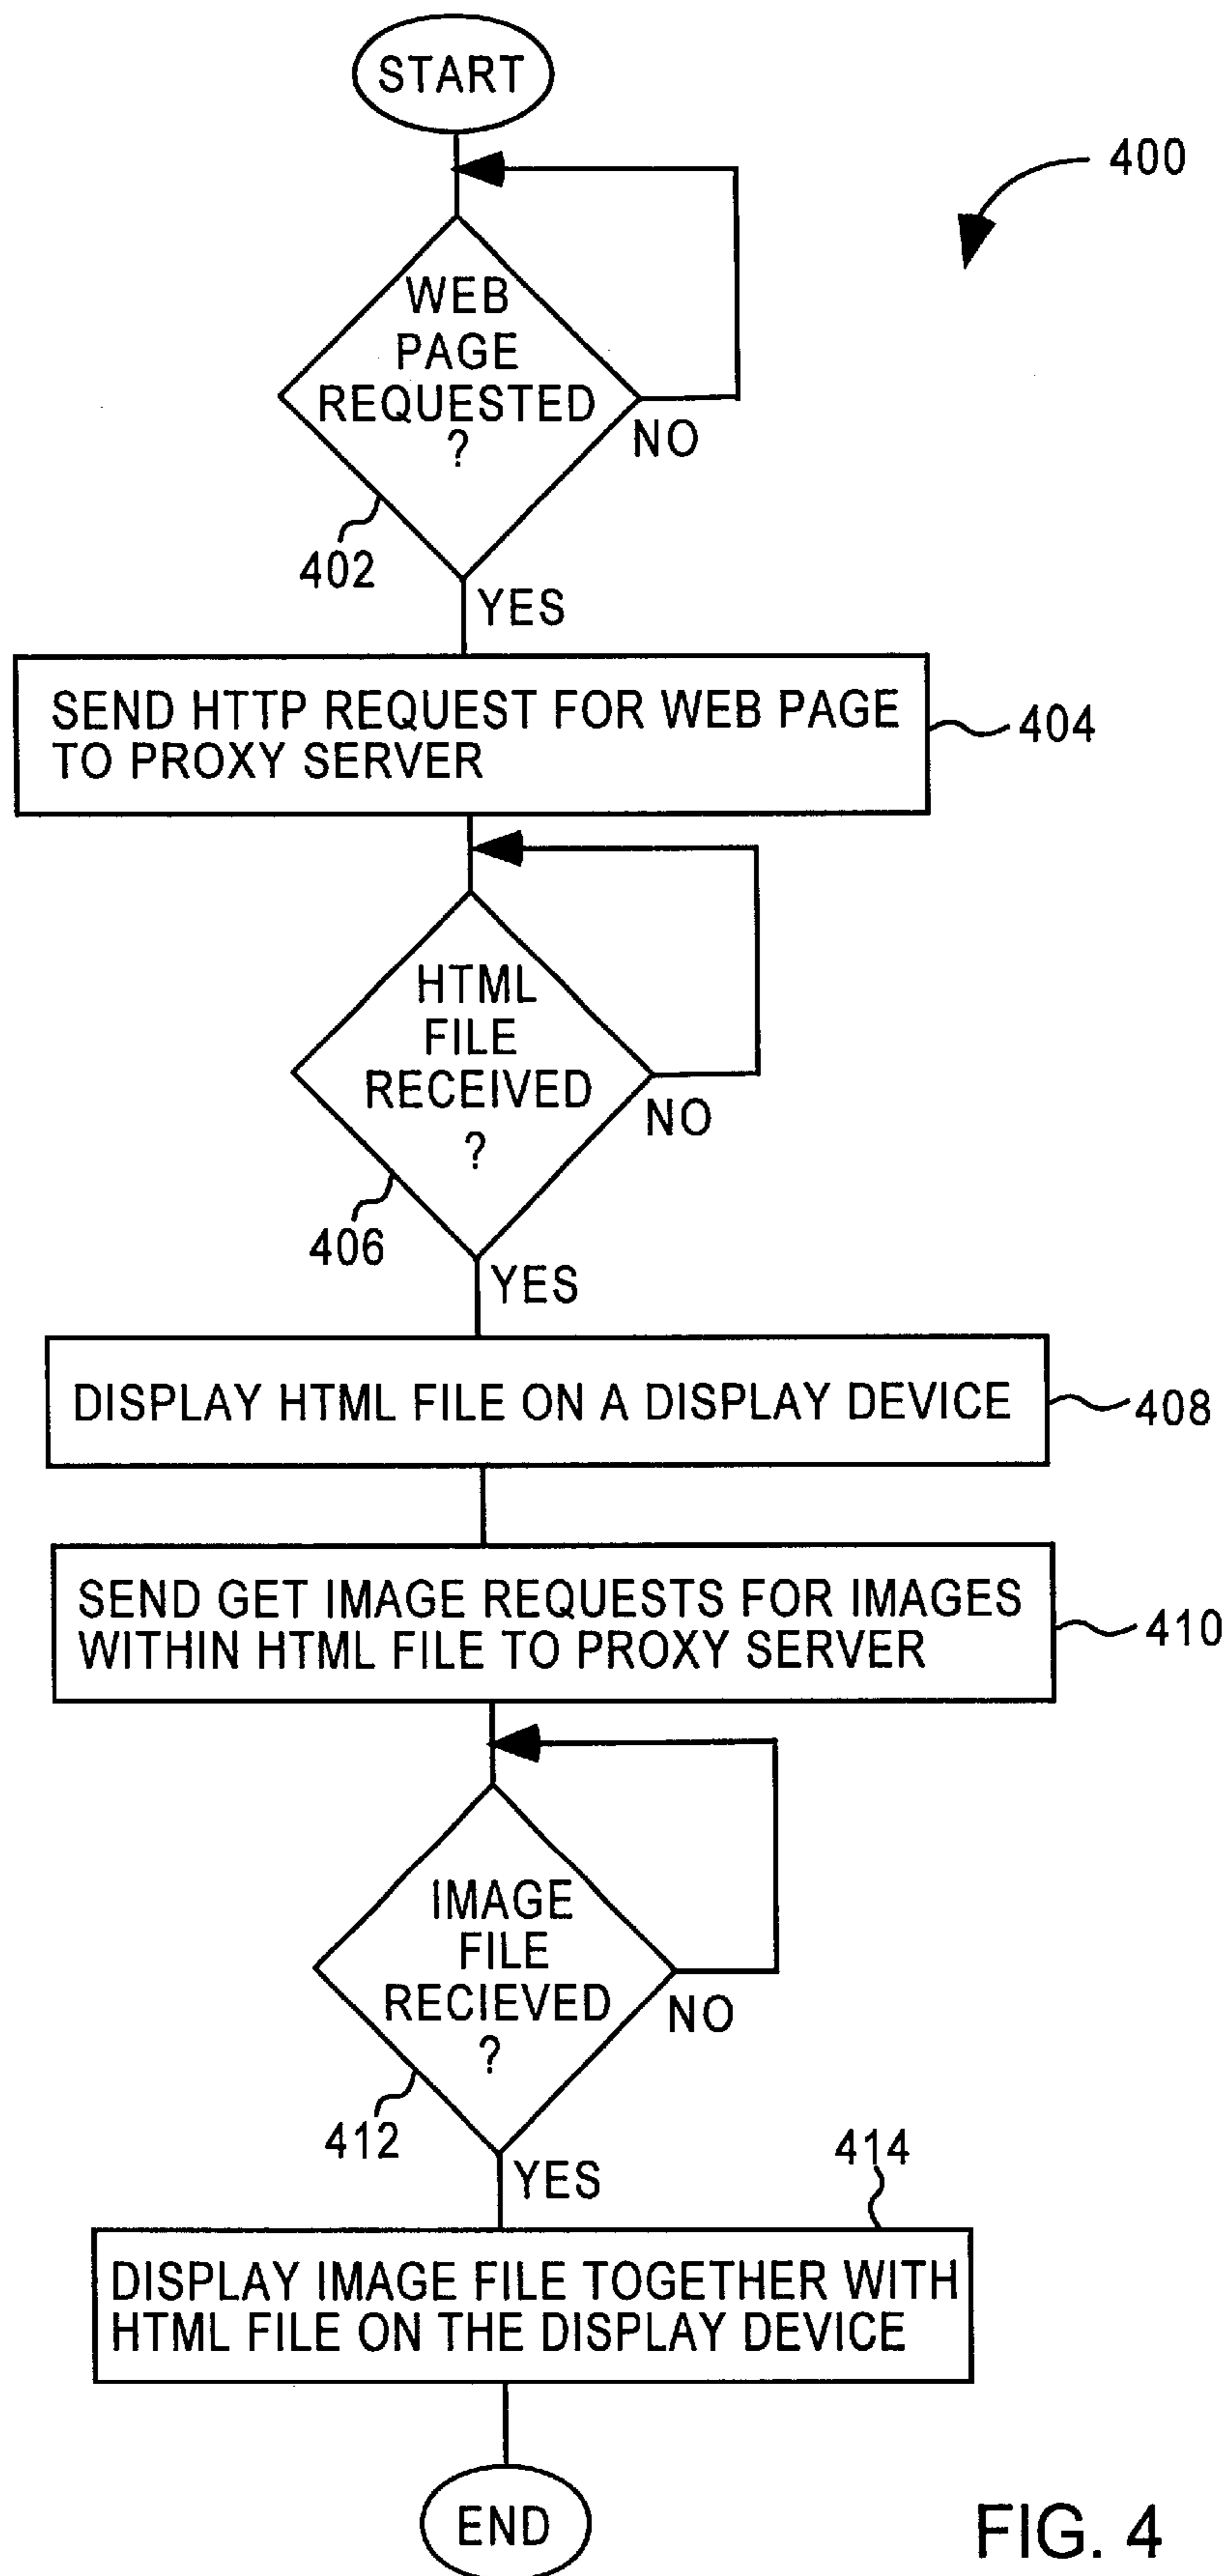 START
400
WEB
PAGE
REQUESTED
?
NO
402
YES
SEND HTTP REQUEST FOR WEB PAGE
TO PROXY SERVER
404
HTML
FILE
RECEIVED
?
NO
406
YES
DISPLAY HTML FILE ON A DISPLAY DEVICE
408
SEND GET IMAGE REQUESTS FOR IMAGES
WITHIN HTML FILE TO PROXY SERVER
410
IMAGE
FILE
RECIEVED
?
NO
412
YES
414
DISPLAY IMAGE FILE TOGETHER WITH
HTML FILE ON THE DISPLAY DEVICE
END
FIG. 4